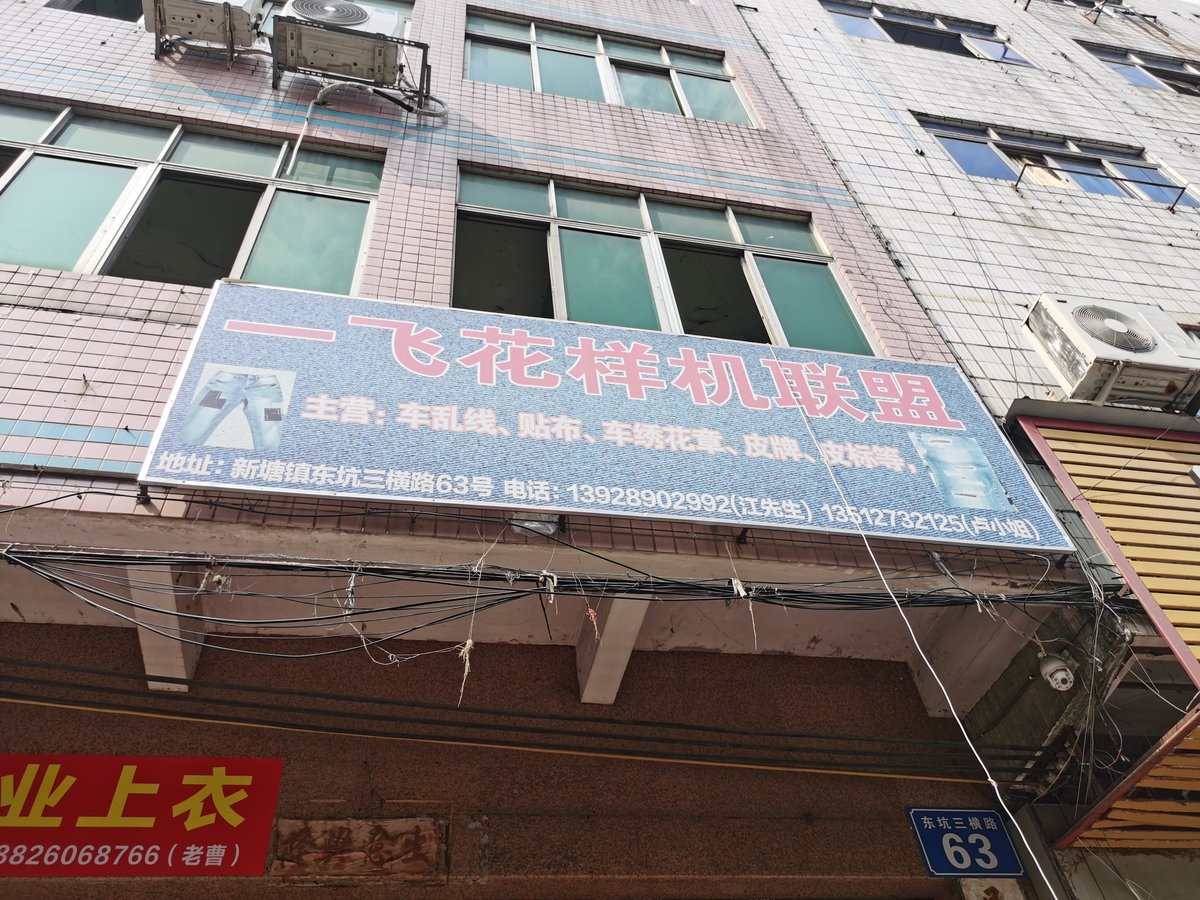 一飞花样机联盟
主营：车乱线、贴布、车绣花章、皮牌、皮标等，
地址：新塘镇东坑三横路63号 电话：13928902992(江先生) 13512732125(卢小姐)
业上衣
8826068766（老曹）
东坑三横路
63